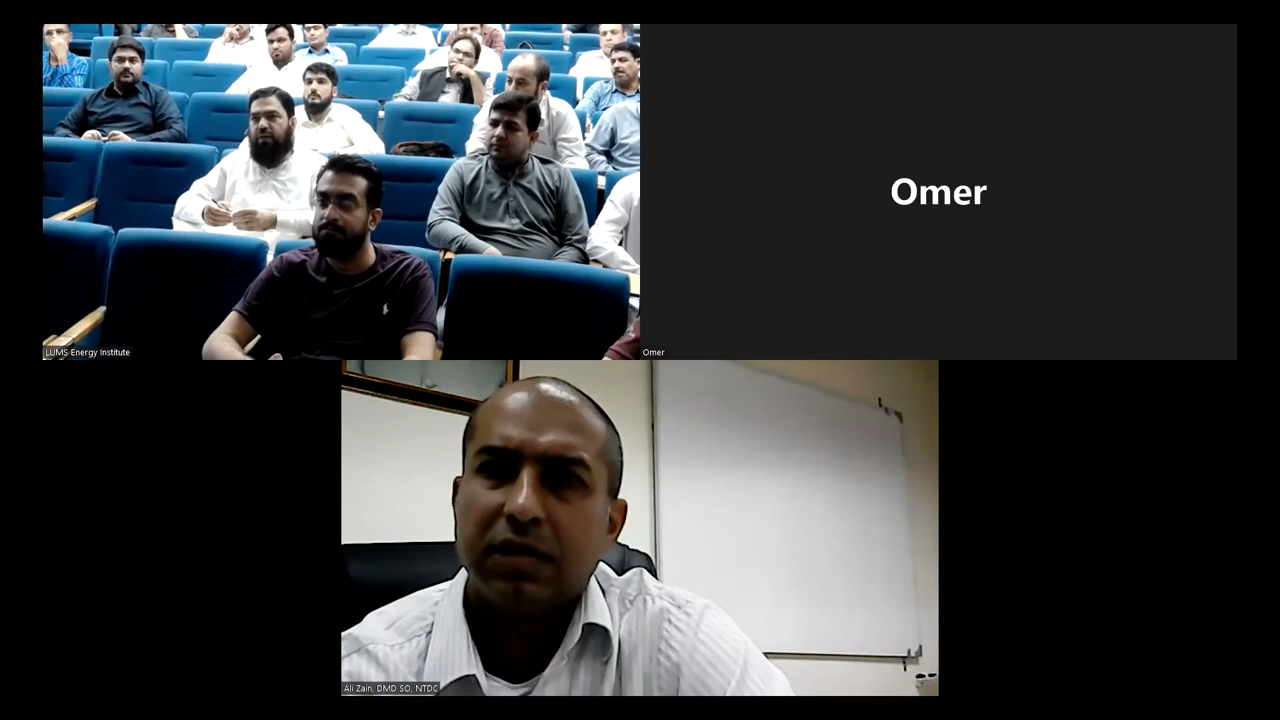 LUMS Energy Institute
Omer
Omer
Ali Zain, DMD SO, NTDC